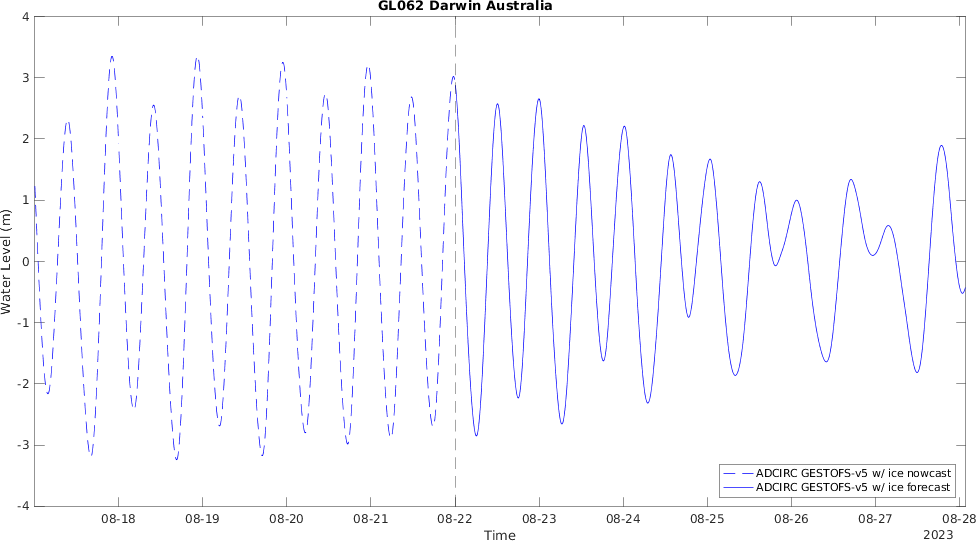 GL062 Darwin Australia
4
3
2
1
0
-1
-2
-3
-4
Water Level (m)
ADCIRC GESTOFS-v5 w/ ice nowcast
ADCIRC GESTOFS-v5 w/ ice forecast
08-18 08-19 08-20 08-21 08-22 08-23 08-24 08-25 08-26 08-27 08-28
Time
2023